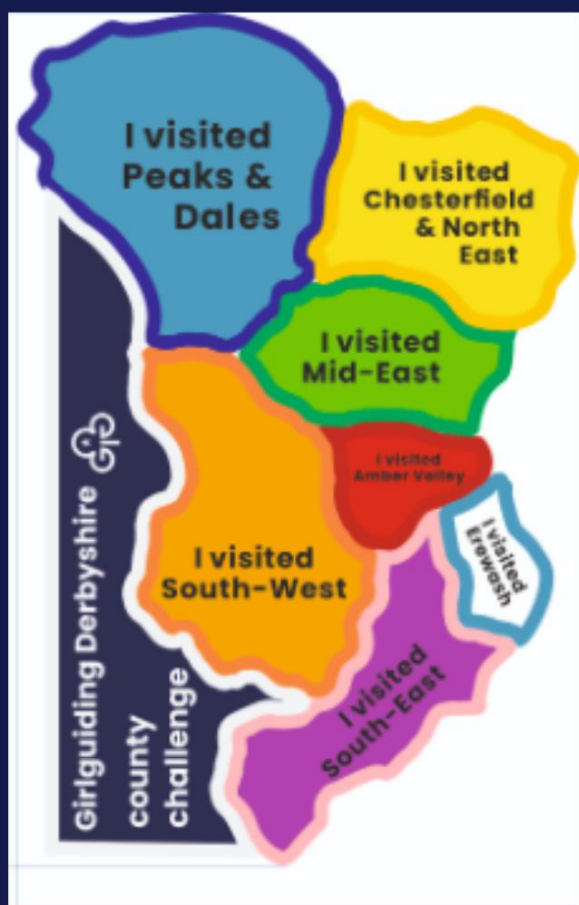 I visited
Peaks &
Dales
I visited
Chesterfield
& North
East
I visited
Mid-East
I visited
Amber Valley
I visited
Erewash
I visited
South-West
I visited
South-East
Girlguiding Derbyshire
county
challenge